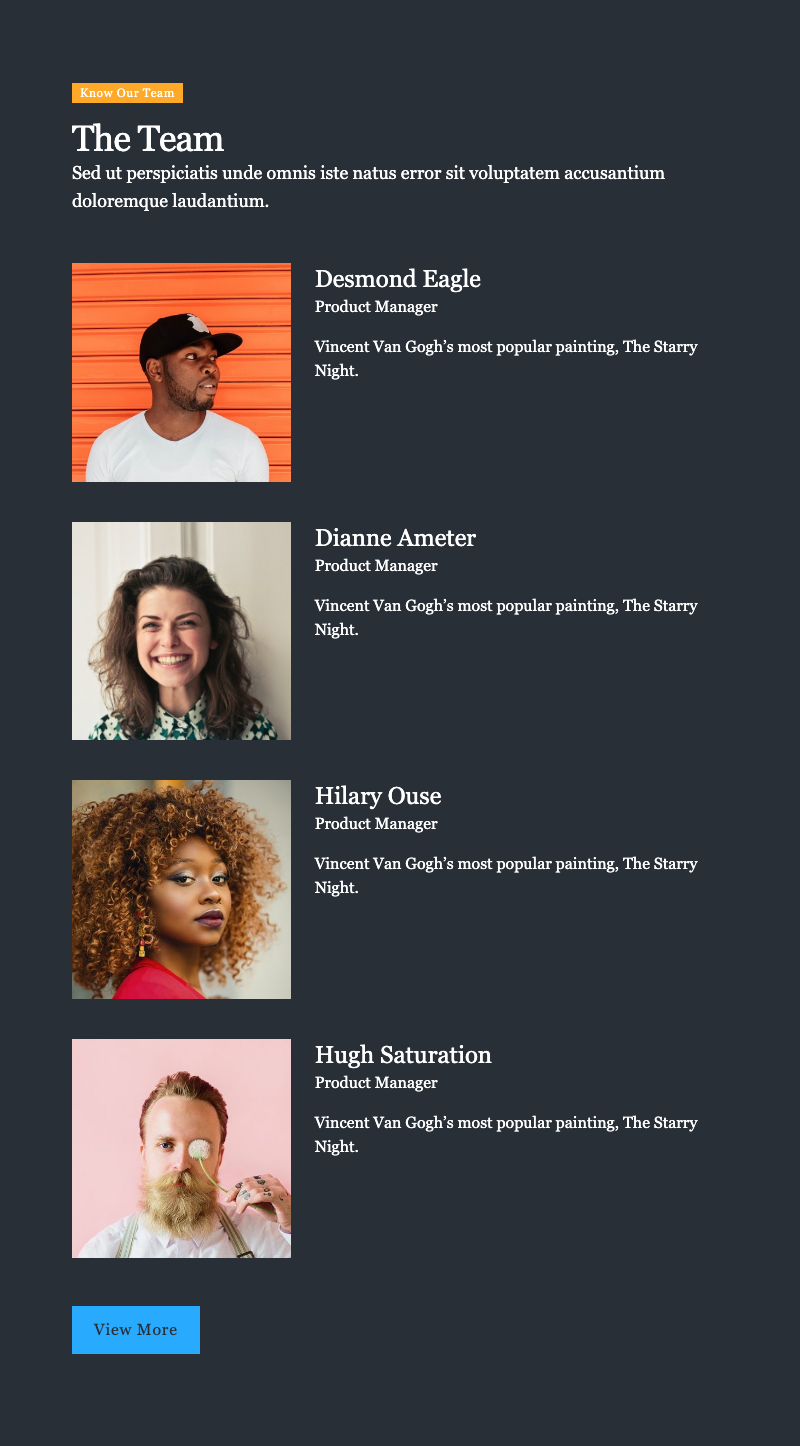 Know Our Team
The Team
Sed ut perspiciatis unde omnis iste natus error sit voluptatem accusantium
doloremque laudantium.
Desmond Eagle
Product Manager
Vincent Van Gogh’s most popular painting, The Starry
Night.
Dianne Ameter
Product Manager
Vincent Van Gogh’s most popular painting, The Starry
Night.
Hilary Ouse
Product Manager
Vincent Van Gogh’s most popular painting, The Starry
Night.
Hugh Saturation
Product Manager
Vincent Van Gogh’s most popular painting, The Starry
Night.
View More